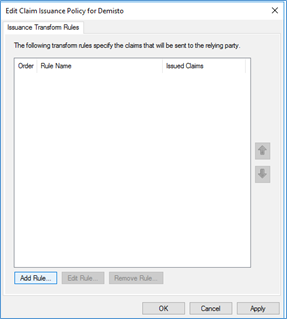 Edit Claim Issuance Policy for Demisto
Issuance Transform Rules
The following transform rules specify the claims that will be sent to the relying party.
Order Rule Name Issued Claims
Add Rule... Edit Rule... Remove Rule...
OK Cancel Apply